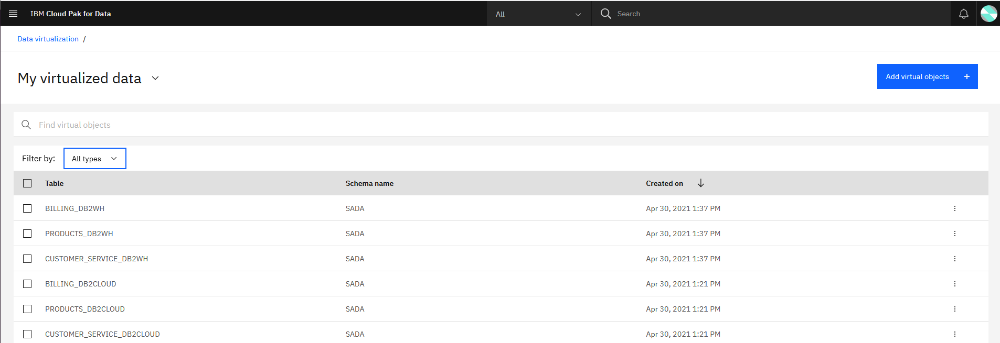 IBM Cloud Pak for Data All Search
Data virtualization /
My virtualized data Add virtual objects +
Find virtual objects
Filter by: All types
Table Schema name Created on
BILLING_DB2WH SADA Apr 30, 2021 1:37 PM
PRODUCTS_DB2WH SADA Apr 30, 2021 1:37 PM
CUSTOMER_SERVICE_DB2WH SADA Apr 30, 2021 1:37 PM
BILLING_DB2CLOUD SADA Apr 30, 2021 1:21 PM
PRODUCTS_DB2CLOUD SADA Apr 30, 2021 1:21 PM
CUSTOMER_SERVICE_DB2CLOUD SADA Apr 30, 2021 1:21 PM